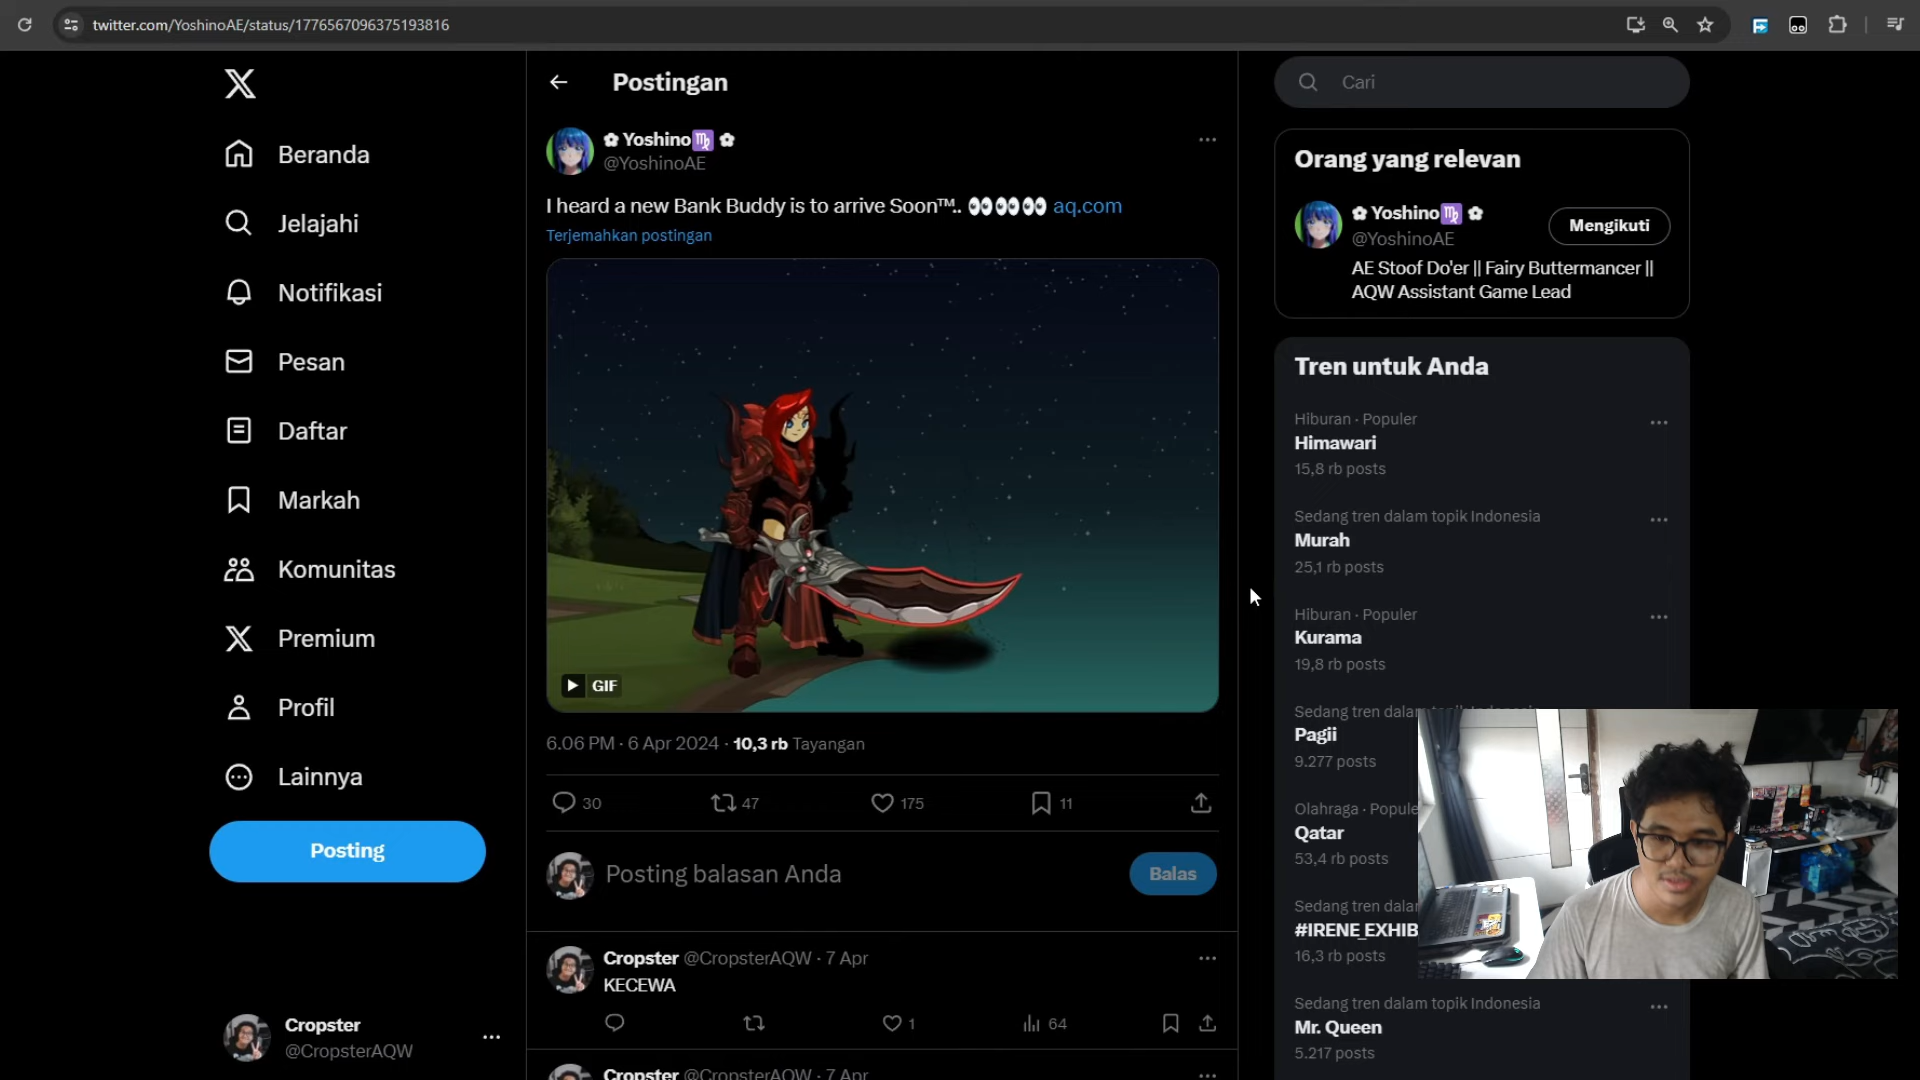 twitter.com/YoshinoAE/status/1776567096375193816
Beranda
Jelajahi
Notifikasi
Pesan
Daftar
Markah
Komunitas
Premium
Profil
Lainnya
Posting
Cropster
@CropsterAQW
Postingan
✿ Yoshino♍ ✿
@YoshinoAE
I heard a new Bank Buddy is to arrive Soon™.. 👀👀👀 aq.com
Terjemahkan postingan
GIF
6.06 PM · 6 Apr 2024 · 10,3 rb Tayangan
30 47 175 11
Posting balasan Anda
Balas
Cropster @CropsterAQW · 7 Apr
KECEWA
1 64
Cropster @CropsterAQW · 7 Apr
Cari
Orang yang relevan
✿ Yoshino♍ ✿
@YoshinoAE
Mengikuti
AE Stoof Do'er || Fairy Buttermancer ||
AQW Assistant Game Lead
Tren untuk Anda
Hiburan · Populer
Himawari
15,8 rb posts
Sedang tren dalam topik Indonesia
Murah
25,1 rb posts
Hiburan · Populer
Kurama
19,8 rb posts
Sedang tren dalam topik Indonesia
Pagii
9.277 posts
Olahraga · Popule
Qatar
53,4 rb posts
Sedang tren dalar
#IRENE_EXHIB
16,3 rb posts
Sedang tren dalam topik Indonesia
Mr. Queen
5.217 posts